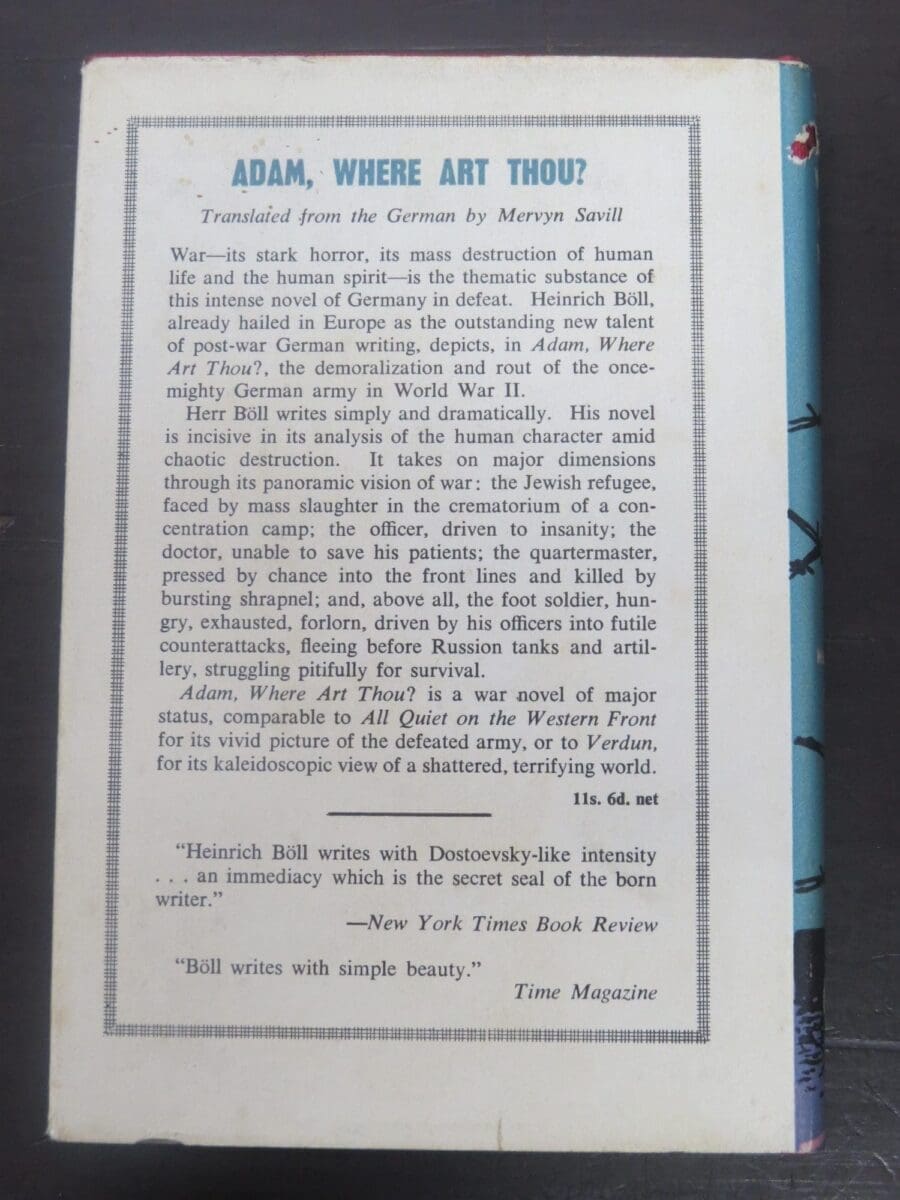 ADAM, WHERE ART THOU?
Translated from the German by Mervyn Savill
War—its stark horror, its mass destruction of human
life and the human spirit—is the thematic substance of
this intense novel of Germany in defeat. Heinrich Böll,
already hailed in Europe as the outstanding new talent
of post-war German writing, depicts, in Adam, Where
Art Thou?, the demoralization and rout of the once-
mighty German army in World War II.
Herr Böll writes simply and dramatically. His novel
is incisive in its analysis of the human character amid
chaotic destruction. It takes on major dimensions
through its panoramic vision of war: the Jewish refugee,
faced by mass slaughter in the crematorium of a con-
centration camp; the officer, driven to insanity; the
doctor, unable to save his patients; the quartermaster,
pressed by chance into the front lines and killed by
bursting shrapnel; and, above all, the foot soldier, hun-
gry, exhausted, forlorn, driven by his officers into futile
counterattacks, fleeing before Russion tanks and artil-
lery, struggling pitifully for survival.
Adam, Where Art Thou? is a war novel of major
status, comparable to All Quiet on the Western Front
for its vivid picture of the defeated army, or to Verdun,
for its kaleidoscopic view of a shattered, terrifying world.
11s. 6d. net
"Heinrich Böll writes with Dostoevsky-like intensity
. . . an immediacy which is the secret seal of the born
writer."
—New York Times Book Review
"Böll writes with simple beauty."
Time Magazine